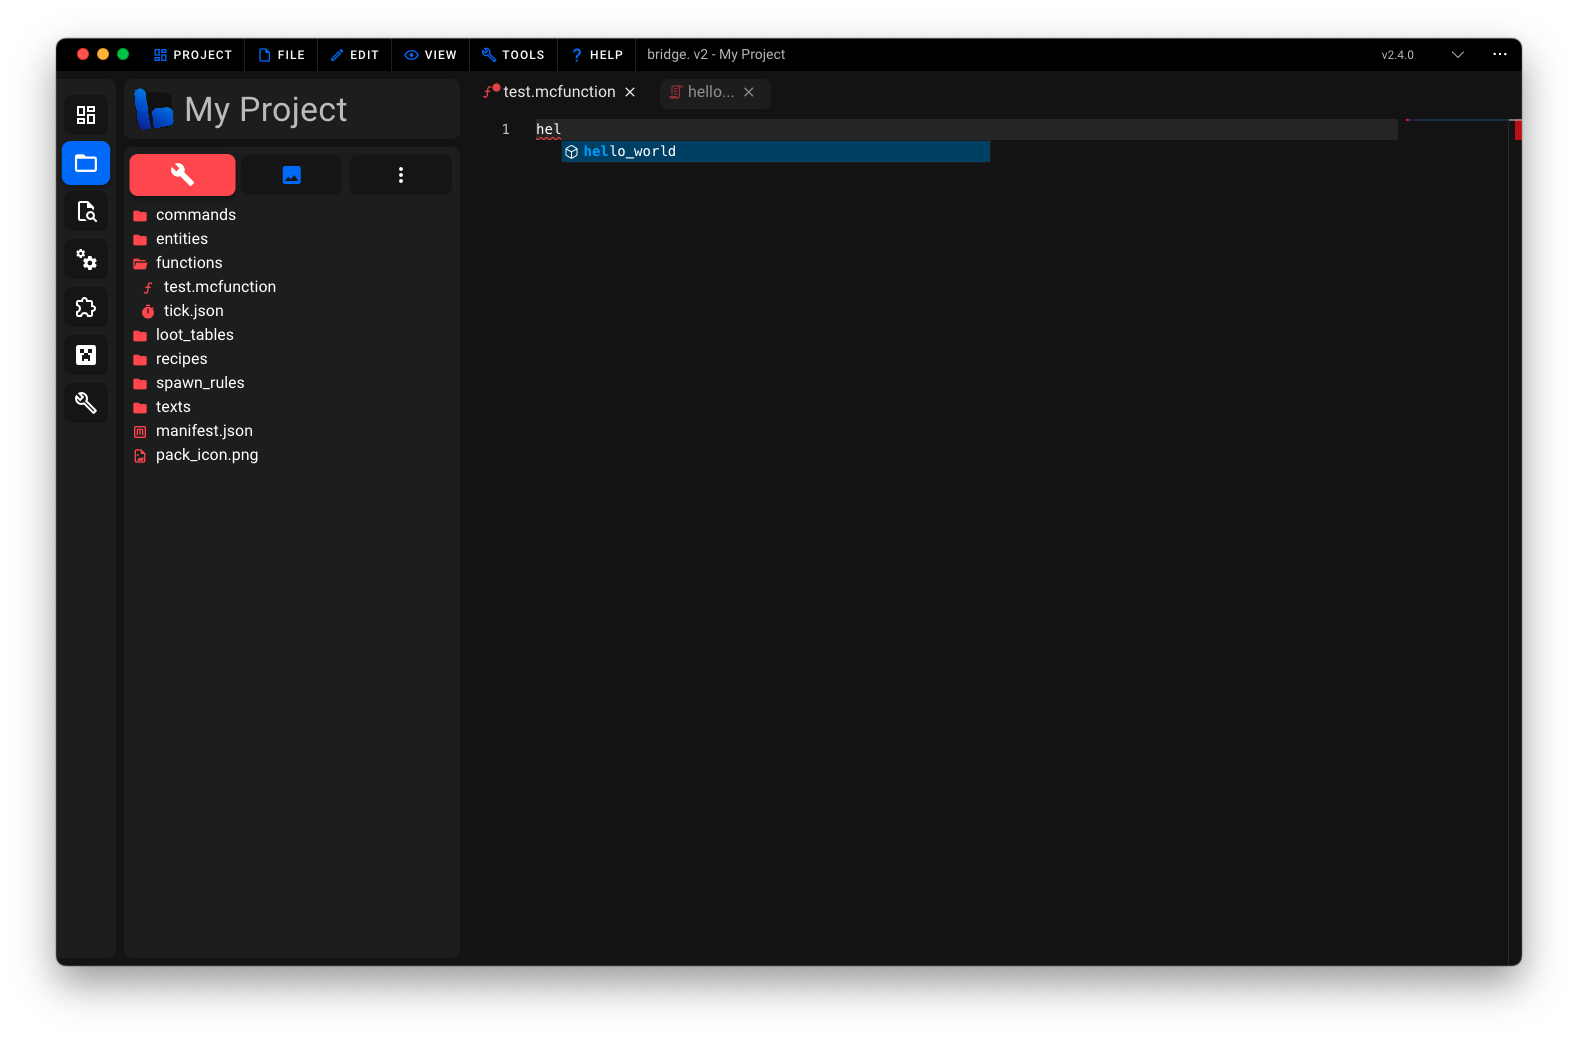 PROJECT FILE EDIT VIEW TOOLS ? HELP bridge. v2 - My Project v2.4.0
My Project
test.mcfunction hello...
1 hel
hello_world
commands
entities
functions
test.mcfunction
tick.json
loot_tables
recipes
spawn_rules
texts
manifest.json
pack_icon.png